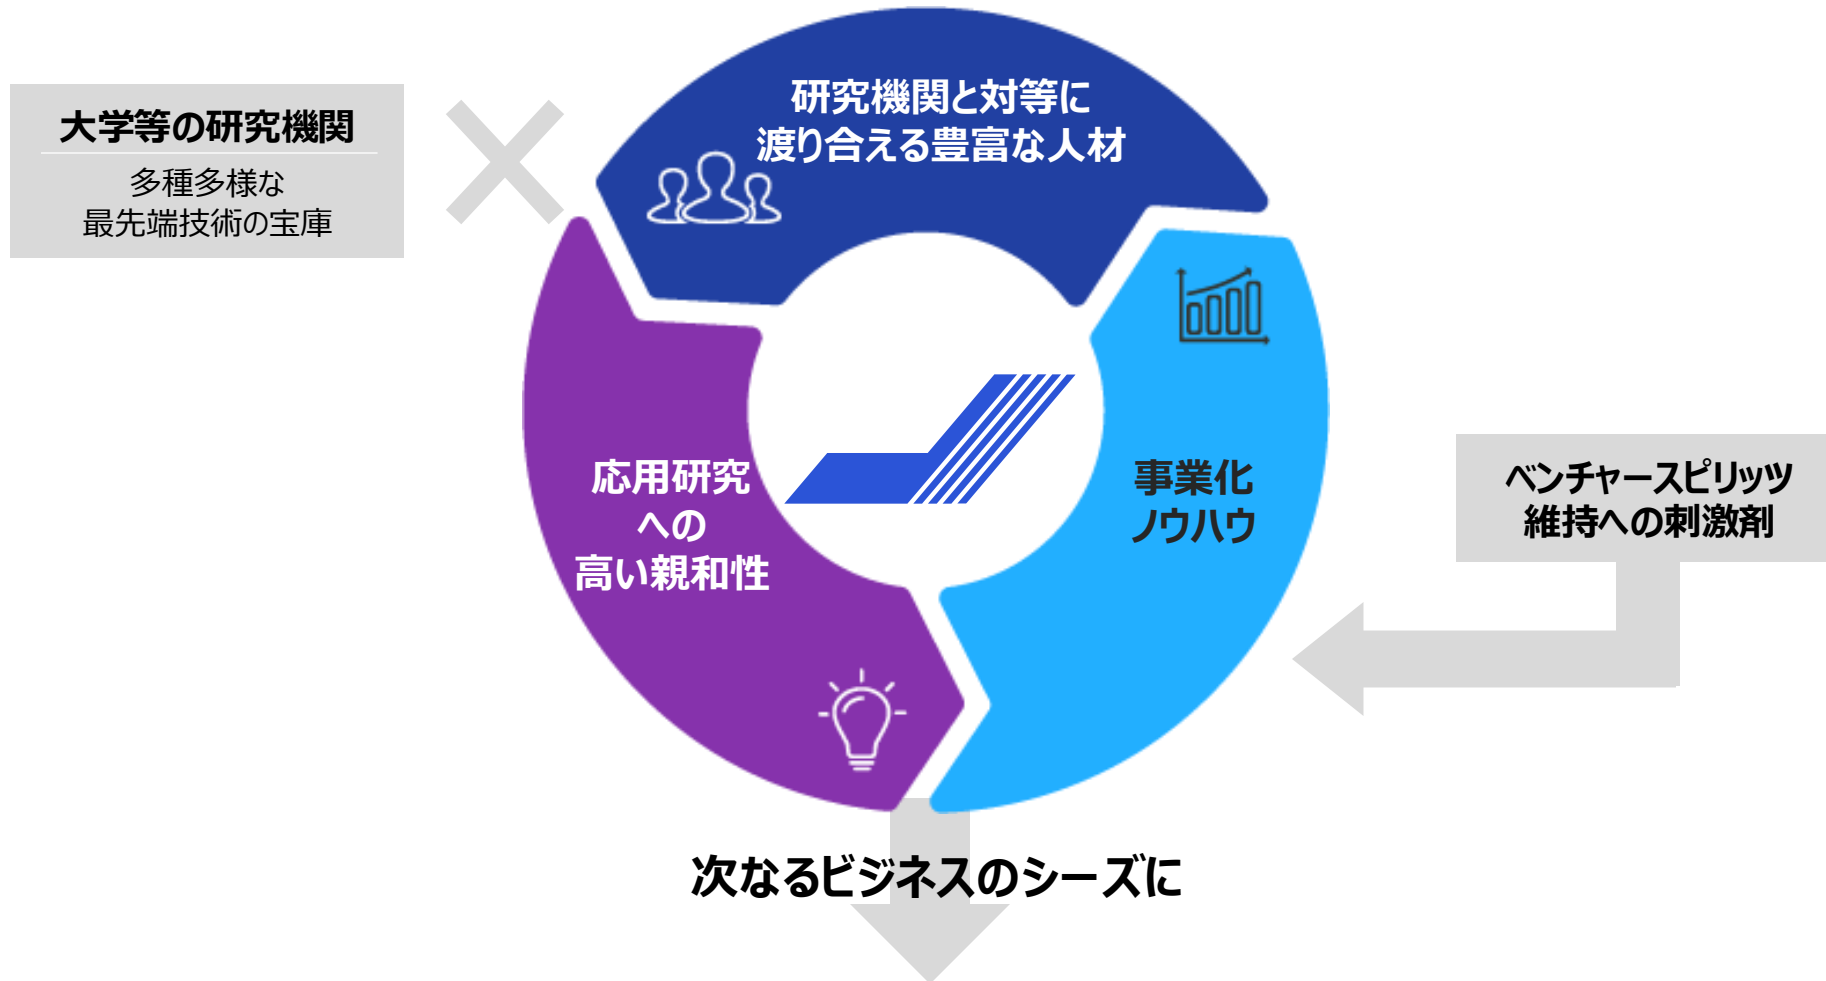 大学等の研究機関
多種多様な
最先端技術の宝庫
研究機関と対等に
渡り合える豊富な人材
応用研究
への
高い親和性
事業化
ノウハウ
ベンチャースピリッツ
維持への刺激剤
次なるビジネスのシーズに